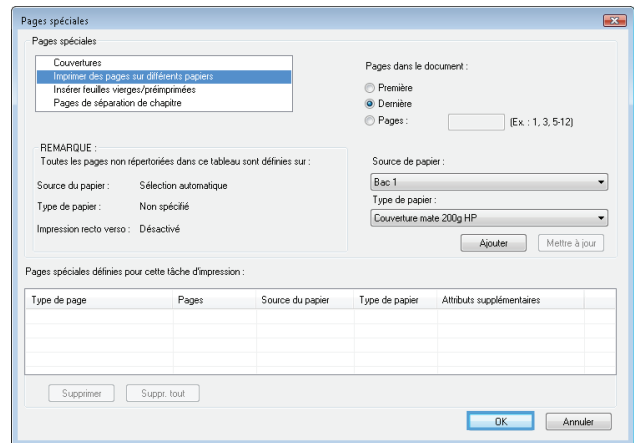 Pages spéciales
Pages spéciales
Couvertures
Imprimer des pages sur différents papiers
Insérer feuilles vierges/préimprimées
Pages de séparation de chapitre
Pages dans le document :
Première
Dernière
Pages :
(Ex. : 1, 3, 5-12)
REMARQUE :
Toutes les pages non répertoriées dans ce tableau sont définies sur :
Source du papier : Sélection automatique
Type de papier : Non spécifié
Impression recto verso : Désactivé
Source de papier :
Bac 1
Type de papier :
Couverture mate 200g HP
Ajouter Mettre à jour
Pages spéciales définies pour cette tâche d'impression :
Type de page Pages Source du papier Type de papier Attributs supplémentaires
Supprimer Suppr. tout
OK Annuler